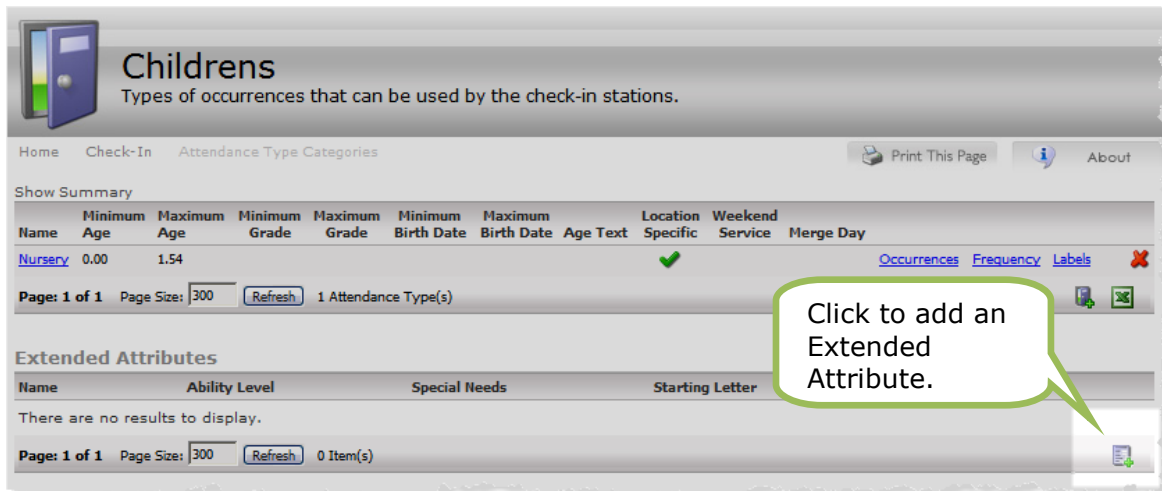 Childrens
Types of occurrences that can be used by the check-in stations.
Home Check-In Attendance Type Categories Print This Page About
Show Summary
Name Minimum Age Maximum Age Minimum Grade Maximum Grade Minimum Birth Date Maximum Birth Date Age Text Location Specific Weekend Service Merge Day
Nursery 0.00 1.54 Occurrences Frequency Labels
Page: 1 of 1 Page Size: 300 Refresh 1 Attendance Type(s)
Click to add an
Extended
Attribute.
Extended Attributes
Name Ability Level Special Needs Starting Letter
There are no results to display.
Page: 1 of 1 Page Size: 300 Refresh 0 Item(s)